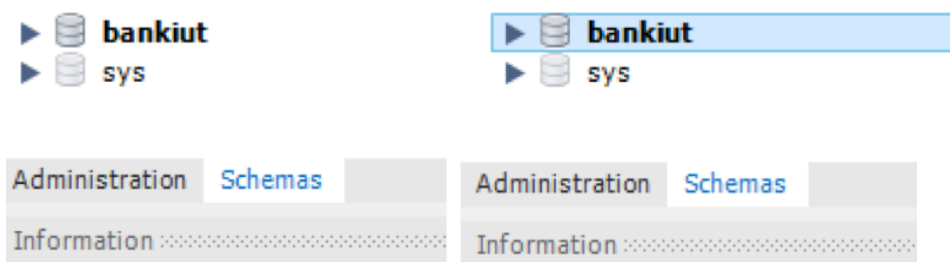 bankiut
sys
Administration Schemas
Information
bankiut
sys
Administration Schemas
Information